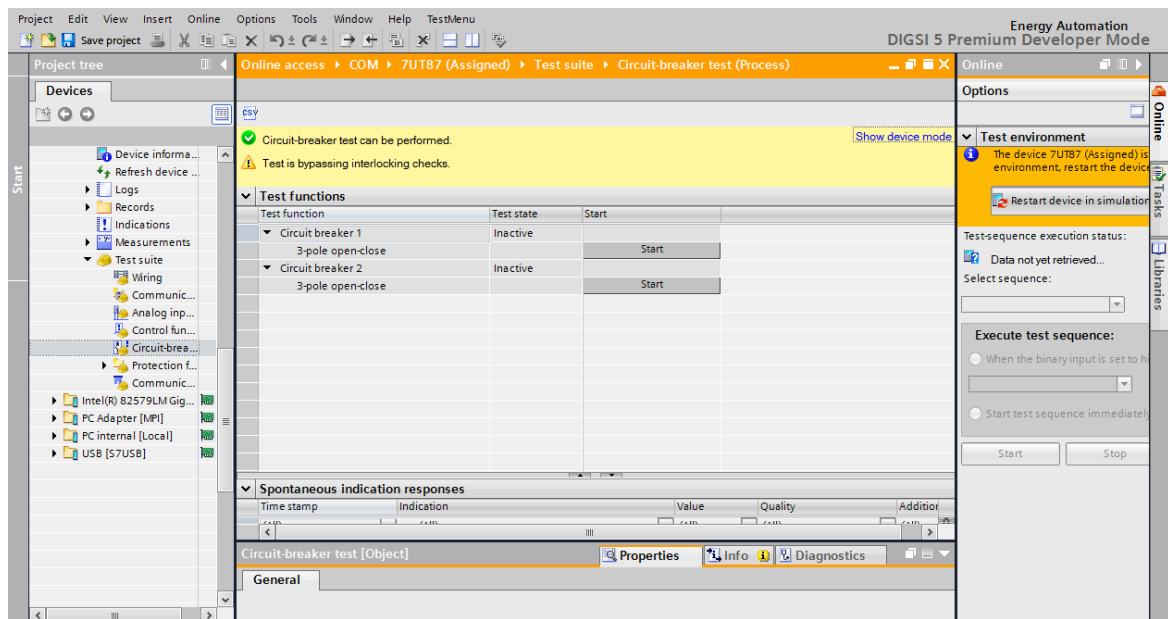 Project Edit View Insert Online Options Tools Window Help TestMenu
Energy Automation
DIGSI 5 Premium Developer Mode
Save project
Project tree
Online access COM 7UT87 (Assigned) Test suite Circuit-breaker test (Process)
Online
Devices
Options
CSV
Circuit-breaker test can be performed.
Show device mode
Test is bypassing interlocking checks.
Test environment
The device 7UT87 (Assigned) is
environment, restart the device
Restart device in simulation
Start
Online
Tasks
Libraries
Device informa...
Refresh device ...
Logs
Records
Indications
Measurements
Test suite
Wiring
Communic...
Analog inp...
Control fun...
Circuit-brea...
Protection f...
Communic...
Intel(R) 82579LM Gig...
PC Adapter [MPI]
PC internal [Local]
USB [S7USB]
Test functions
Test function Test state Start
Circuit breaker 1 Inactive
3-pole open-close Start
Circuit breaker 2 Inactive
3-pole open-close Start
Test-sequence execution status:
Data not yet retrieved...
Select sequence:
Execute test sequence:
When the binary input is set to hi
Start test sequence immediately
Start Stop
Spontaneous indication responses
Time stamp Indication Value Quality Addition
Circuit-breaker test [Object]
Properties Info Diagnostics
General